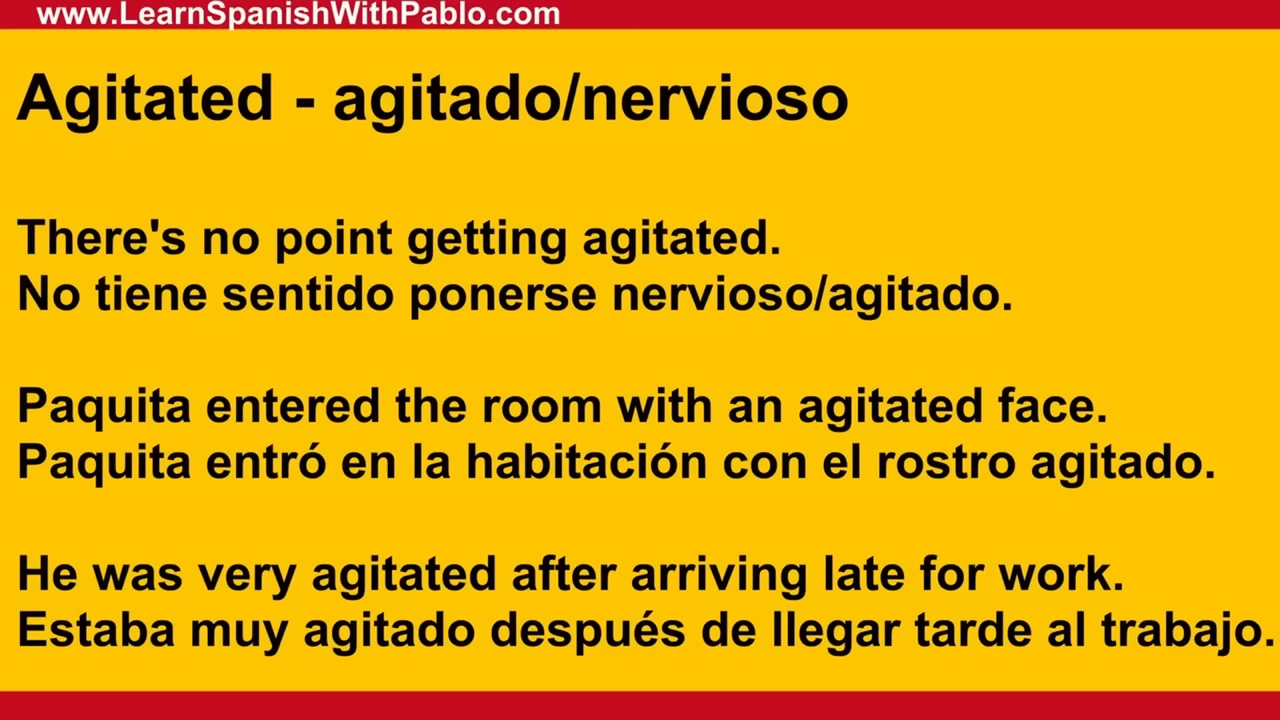 www.LearnSpanishWithPablo.com
Agitated - agitado/nervioso
There's no point getting agitated.
No tiene sentido ponerse nervioso/agitado.
Paquita entered the room with an agitated face.
Paquita entró en la habitación con el rostro agitado.
He was very agitated after arriving late for work.
Estaba muy agitado después de llegar tarde al trabajo.